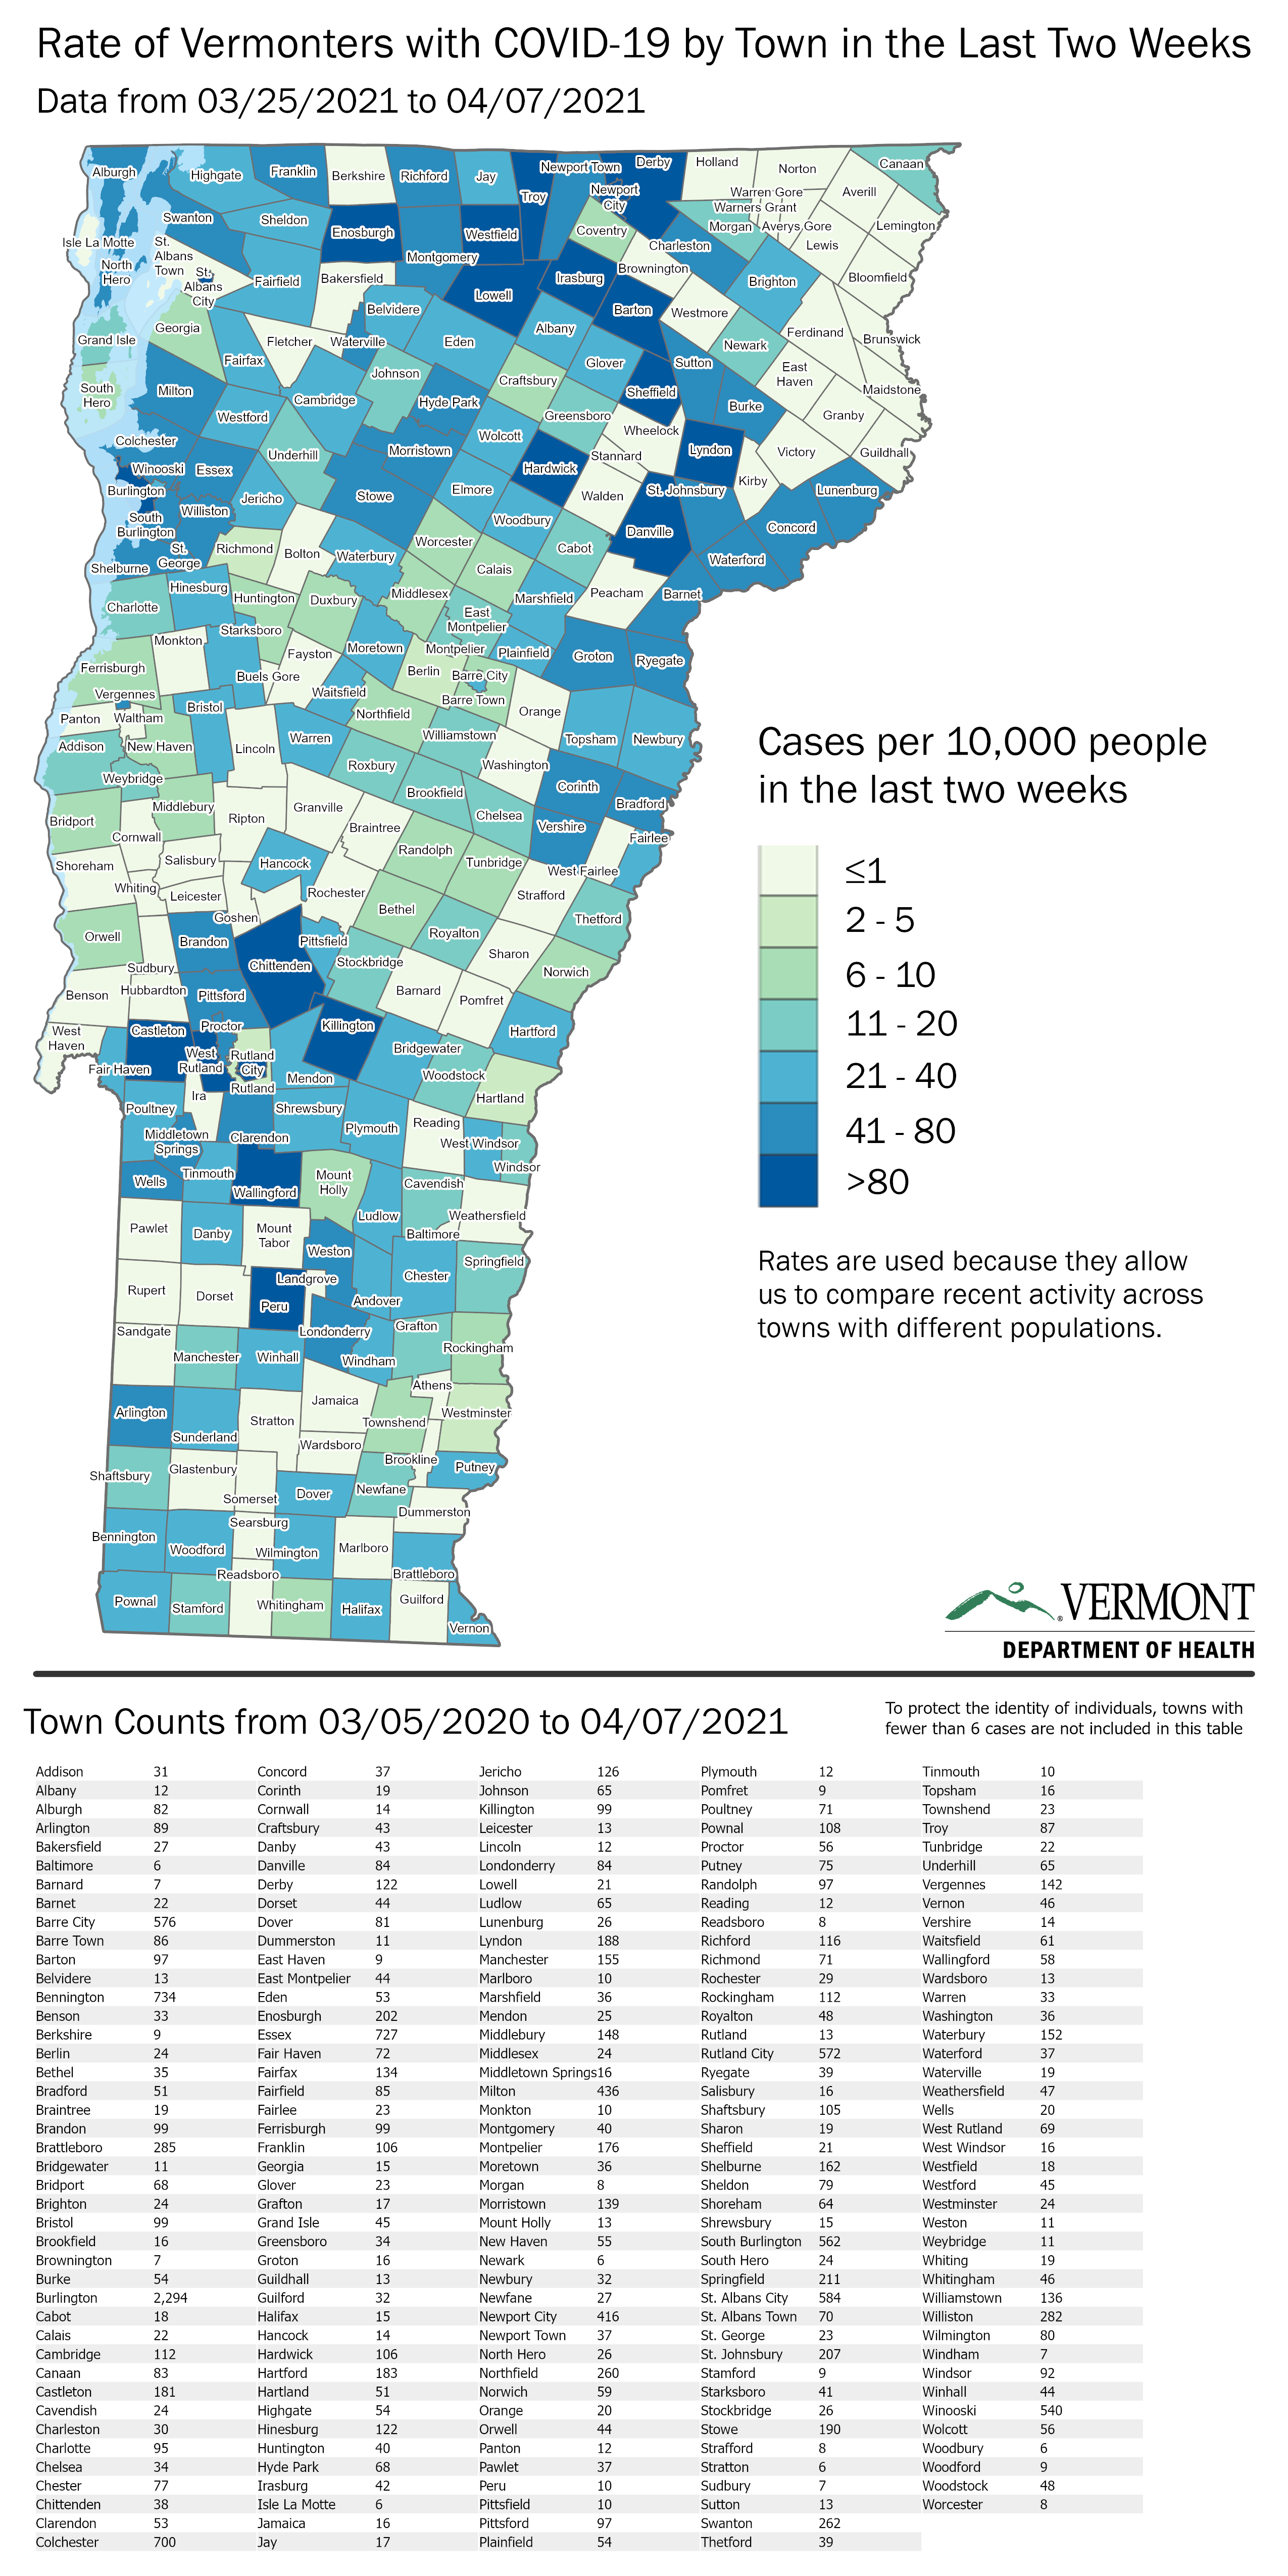 Rate of Vermonters with COVID-19 by Town in the Last Two Weeks
Data from 03/25/2021 to 04/07/2021
Alburgh
Highgate
Franklin
Berkshire
Richford
Jay
Troy
Newport Town
Derby
Holland
Norton
Canaan
Newport
City
Warren Gore
Averill
Warners Grant
Swanton
Sheldon
Enosburgh
Westfield
Coventry
Morgan
Averys Gore
Lemington
Isle La Motte
St.
Albans
Town
Montgomery
Charleston
Lewis
North
Hero
St.
Albans
City
Fairfield
Bakersfield
Lowell
Irasburg
Brownington
Brighton
Bloomfield
Georgia
Belvidere
Barton
Westmore
Grand Isle
Fairfax
Fletcher
Waterville
Eden
Albany
Newark
Ferdinand
Brunswick
South
Hero
Milton
Johnson
Craftsbury
Glover
Sutton
East
Haven
Maidstone
Westford
Cambridge
Hyde Park
Greensboro
Sheffield
Burke
Granby
Colchester
Underhill
Morristown
Wolcott
Wheelock
Lyndon
Victory
Guildhall
Winooski
Essex
Hardwick
Stannard
Burlington
Jericho
Stowe
Elmore
Walden
St. Johnsbury
Kirby
Lunenburg
South
Burlington
Williston
Woodbury
Danville
Concord
St.
George
Richmond
Bolton
Waterbury
Worcester
Cabot
Waterford
Shelburne
Hinesburg
Huntington
Duxbury
Middlesex
Calais
Marshfield
Peacham
Barnet
Charlotte
Starksboro
East
Montpelier
Monkton
Fayston
Moretown
Montpelier
Plainfield
Groton
Ryegate
Ferrisburgh
Buels Gore
Berlin
Barre City
Vergennes
Bristol
Waitsfield
Barre Town
Orange
Panton
Waltham
Northfield
Addison
New Haven
Lincoln
Warren
Williamstown
Topsham
Newbury
Weybridge
Roxbury
Washington
Bridport
Middlebury
Ripton
Granville
Brookfield
Chelsea
Corinth
Bradford
Cornwall
Braintree
Vershire
Fairlee
Shoreham
Salisbury
Hancock
Randolph
Tunbridge
West Fairlee
Whiting
Leicester
Rochester
Strafford
Orwell
Goshen
Bethel
Thetford
Brandon
Pittsfield
Royalton
Sudbury
Chittenden
Stockbridge
Sharon
Norwich
Benson
Hubbardton
Pittsford
Barnard
Pomfret
West
Haven
Castleton
Proctor
Killington
Hartford
West
Rutland
Rutland
City
Bridgewater
Fair Haven
Mendon
Woodstock
Ira
Rutland
Hartland
Poultney
Shrewsbury
Plymouth
Reading
Middletown
Springs
Clarendon
West Windsor
Wells
Tinmouth
Wallingford
Mount
Holly
Cavendish
Windsor
Pawlet
Danby
Mount
Tabor
Ludlow
Baltimore
Weathersfield
Weston
Springfield
Rupert
Dorset
Landgrove
Peru
Chester
Andover
Sandgate
Londonderry
Grafton
Manchester
Winhall
Windham
Rockingham
Arlington
Jamaica
Athens
Sunderland
Stratton
Townshend
Westminster
Wardsboro
Shaftsbury
Glastenbury
Brookline
Putney
Somerset
Dover
Newfane
Searsburg
Dummerston
Bennington
Woodford
Wilmington
Marlboro
Brattleboro
Readsboro
Pownal
Stamford
Whitingham
Halifax
Guilford
Vernon
Cases per 10,000 people
in the last two weeks
≤1
2 - 5
6 - 10
11 - 20
21 - 40
41 - 80
>80
Rates are used because they allow
us to compare recent activity across
towns with different populations.
VERMONT
DEPARTMENT OF HEALTH
Town Counts from 03/05/2020 to 04/07/2021
To protect the identity of individuals, towns with
fewer than 6 cases are not included in this table
Addison 31 Concord 37 Jericho 126 Plymouth 12 Tinmouth 10
Albany 12 Corinth 19 Johnson 65 Pomfret 9 Topsham 16
Alburgh 82 Cornwall 14 Killington 99 Poultney 71 Townshend 23
Arlington 89 Craftsbury 43 Leicester 13 Pownal 108 Troy 87
Bakersfield 27 Danby 43 Lincoln 12 Proctor 56 Tunbridge 22
Baltimore 6 Danville 84 Londonderry 84 Putney 75 Underhill 65
Barnard 7 Derby 122 Lowell 21 Randolph 97 Vergennes 142
Barnet 22 Dorset 44 Ludlow 65 Reading 12 Vernon 46
Barre City 576 Dover 81 Lunenburg 26 Readsboro 8 Vershire 14
Barre Town 86 Dummerston 11 Lyndon 188 Richford 116 Waitsfield 61
Barton 97 East Haven 9 Manchester 155 Richmond 71 Wallingford 58
Belvidere 13 East Montpelier 44 Marlboro 10 Rochester 29 Wardsboro 13
Bennington 734 Eden 53 Marshfield 36 Rockingham 112 Warren 33
Benson 33 Enosburgh 202 Mendon 25 Royalton 48 Washington 36
Berkshire 9 Essex 727 Middlebury 148 Rutland 13 Waterbury 152
Berlin 24 Fair Haven 72 Middlesex 24 Rutland City 572 Waterford 37
Bethel 35 Fairfax 134 Middletown Springs16 Ryegate 39 Waterville 19
Bradford 51 Fairfield 85 Milton 436 Salisbury 16 Weathersfield 47
Braintree 19 Fairlee 23 Monkton 10 Shaftsbury 105 Wells 20
Brandon 99 Ferrisburgh 99 Montgomery 40 Sharon 19 West Rutland 69
Brattleboro 285 Franklin 106 Montpelier 176 Sheffield 21 West Windsor 16
Bridgewater 11 Georgia 15 Moretown 36 Shelburne 162 Westfield 18
Bridport 68 Glover 23 Morgan 8 Sheldon 79 Westford 45
Brighton 24 Grafton 17 Morristown 139 Shoreham 64 Westminster 24
Bristol 99 Grand Isle 45 Mount Holly 13 Shrewsbury 15 Weston 11
Brookfield 16 Greensboro 34 New Haven 55 South Burlington 562 Weybridge 11
Brownington 7 Groton 16 Newark 6 South Hero 24 Whiting 19
Burke 54 Guildhall 13 Newbury 32 Springfield 211 Whitingham 46
Burlington 2,294 Guilford 32 Newfane 27 St. Albans City 584 Williamstown 136
Cabot 18 Halifax 15 Newport City 416 St. Albans Town 70 Williston 282
Calais 22 Hancock 14 Newport Town 37 St. George 23 Wilmington 80
Cambridge 112 Hardwick 106 North Hero 26 St. Johnsbury 207 Windham 7
Canaan 83 Hartford 183 Northfield 260 Stamford 9 Windsor 92
Castleton 181 Hartland 51 Norwich 59 Starksboro 41 Winhall 44
Cavendish 24 Highgate 54 Orange 20 Stockbridge 26 Winooski 540
Charleston 30 Hinesburg 122 Orwell 44 Stowe 190 Wolcott 56
Charlotte 95 Huntington 40 Panton 12 Strafford 8 Woodbury 6
Chelsea 34 Hyde Park 68 Pawlet 37 Stratton 6 Woodford 9
Chester 77 Irasburg 42 Peru 10 Sudbury 7 Woodstock 48
Chittenden 38 Isle La Motte 6 Pittsfield 10 Sutton 13 Worcester 8
Clarendon 53 Jamaica 16 Pittsford 97 Swanton 262
Colchester 700 Jay 17 Plainfield 54 Thetford 39